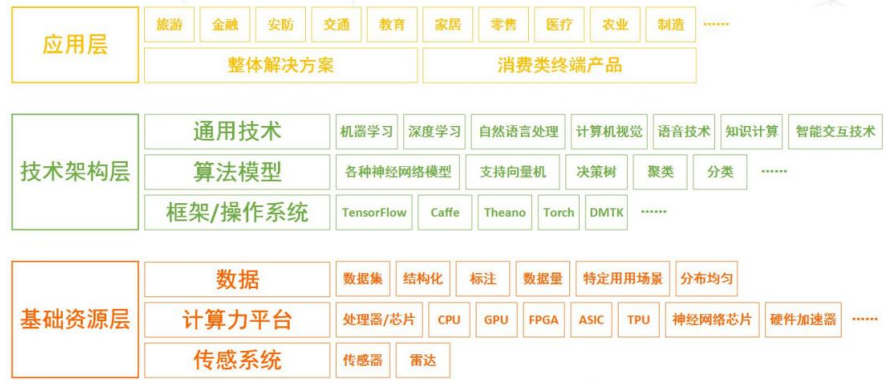 应用层
旅游 金融 安防 交通 教育 家居 零售 医疗 农业 制造 ······
整体解决方案 消费类终端产品
技术架构层
通用技术 机器学习 深度学习 自然语言处理 计算机视觉 语音技术 知识计算 智能交互技术
算法模型 各种神经网络模型 支持向量机 决策树 聚类 分类 ······
框架/操作系统 TensorFlow Caffe Theano Torch DMTK ······
基础资源层
数据 数据集 结构化 标注 数据量 特定用用场景 分布均匀
计算力平台 处理器/芯片 CPU GPU FPGA ASIC TPU 神经网络芯片 硬件加速器 ······
传感系统 传感器 雷达